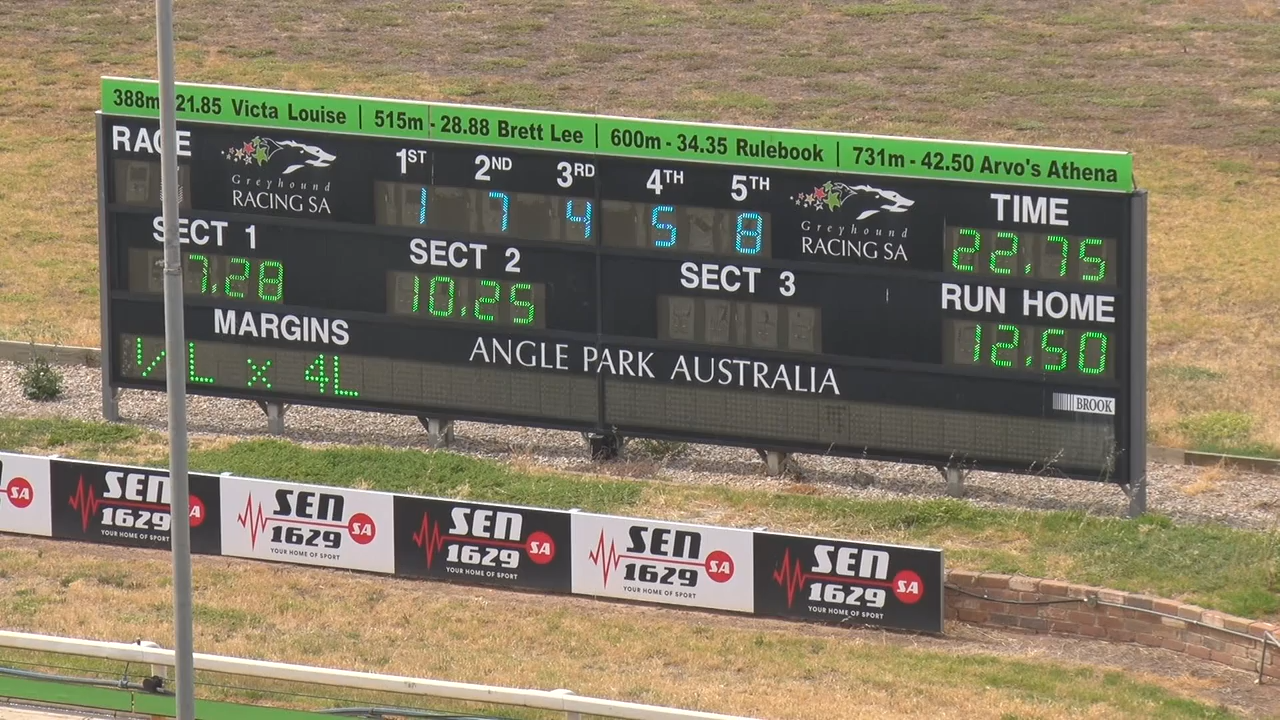 388m 21.85 Victa Louise | 515m - 28.88 Brett Lee | 600m - 34.35 Rulebook | 731m - 42.50 Arvo's Athena
RACE
Greyhound
RACING SA
1ST 2ND 3RD 4TH 5TH
1 7 4 5 8
Greyhound
RACING SA
TIME
22.75
SECT 1
7.28
SECT 2
10.25
SECT 3
RUN HOME
12.50
MARGINS
L x 4L
ANGLE PARK AUSTRALIA
BROOK
SA
SEN
1629 SA
YOUR HOME OF SPORT
SEN
1629 SA
YOUR HOME OF SPORT
SEN
1629 SA
YOUR HOME OF SPORT
SEN
1629 SA
YOUR HOME OF SPORT
SEN
1629 SA
YOUR HOME OF SPORT